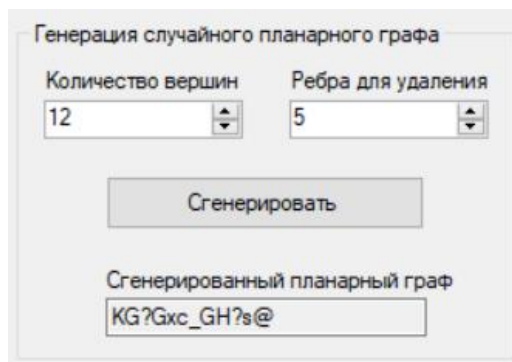 Генерация случайного планарного графа
Количество вершин Ребра для удаления
12 5
Сгенерировать
Сгенерированный планарный граф
KG?Gxc_GH?s@